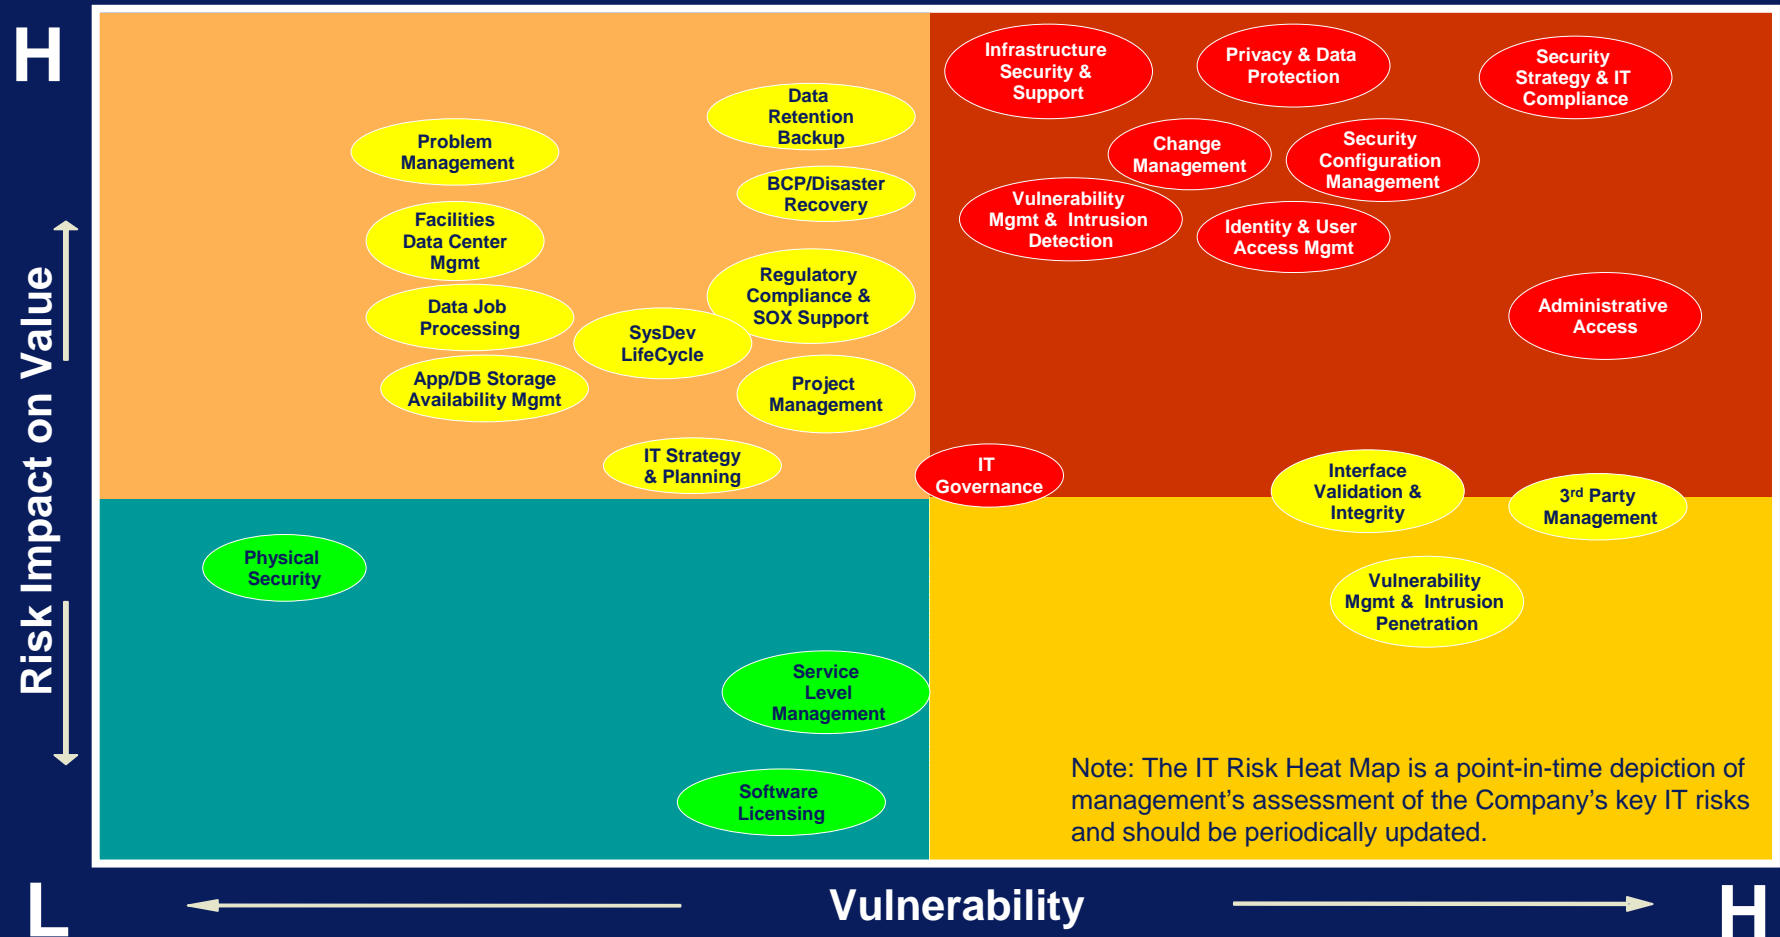 H
Infrastructure
Security &
Support
Privacy & Data
Protection
Security
Strategy & IT
Compliance
Data
Retention
Backup
Problem
Management
Change
Management
Security
Configuration
Management
BCP/Disaster
Recovery
Vulnerability
Mgmt & Intrusion
Detection
Identity & User
Access Mgmt
Facilities
Data Center
Mgmt
Regulatory
Compliance &
SOX Support
Data Job
Processing
SysDev
LifeCycle
Administrative
Access
App/DB Storage
Availability Mgmt
Project
Management
IT Strategy
& Planning
IT
Governance
Interface
Validation &
Integrity
3rd Party
Management
Risk Impact on Value
Physical
Security
Vulnerability
Mgmt & Intrusion
Penetration
Service
Level
Management
Software
Licensing
Note: The IT Risk Heat Map is a point-in-time depiction of
management’s assessment of the Company’s key IT risks
and should be periodically updated.
L
Vulnerability
H